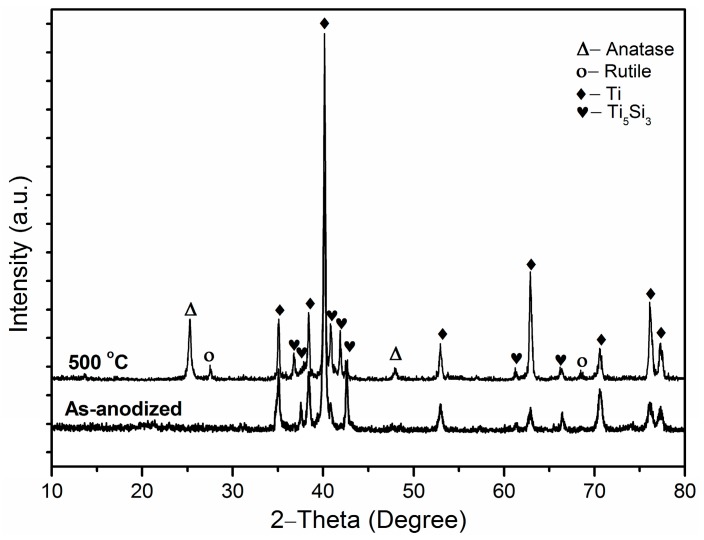 Δ– Anatase
o– Rutile
♦– Ti
♥– Ti₅Si₃
Δ
o
500 °C
As-anodized
Δ
o
Intensity (a.u.)
10 20 30 40 50 60 70 80
2–Theta (Degree)